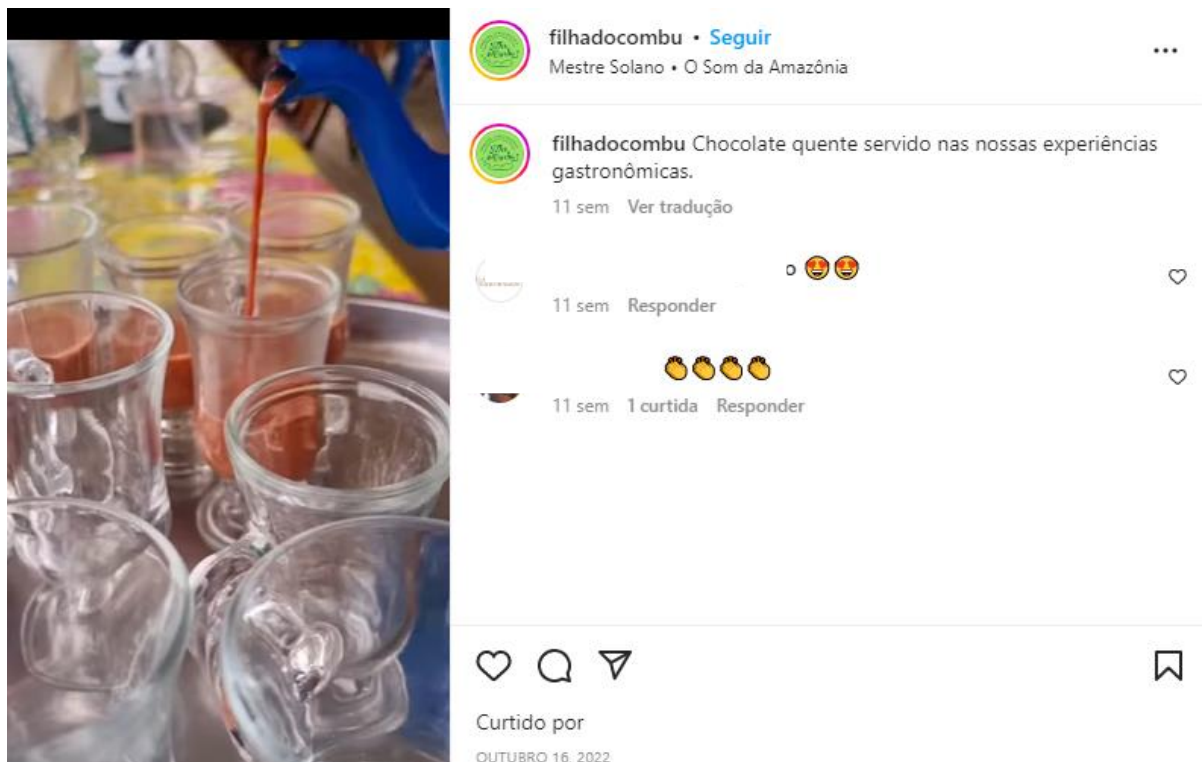 filhadocombu • Seguir
Mestre Solano • O Som da Amazônia
filhadocombu Chocolate quente servido nas nossas experiências
gastronômicas.
11 sem Ver tradução
o 😍😍
11 sem Responder
👏👏👏👏
11 sem 1 curtida Responder
Curtido por
OUTUBRO 16, 2022